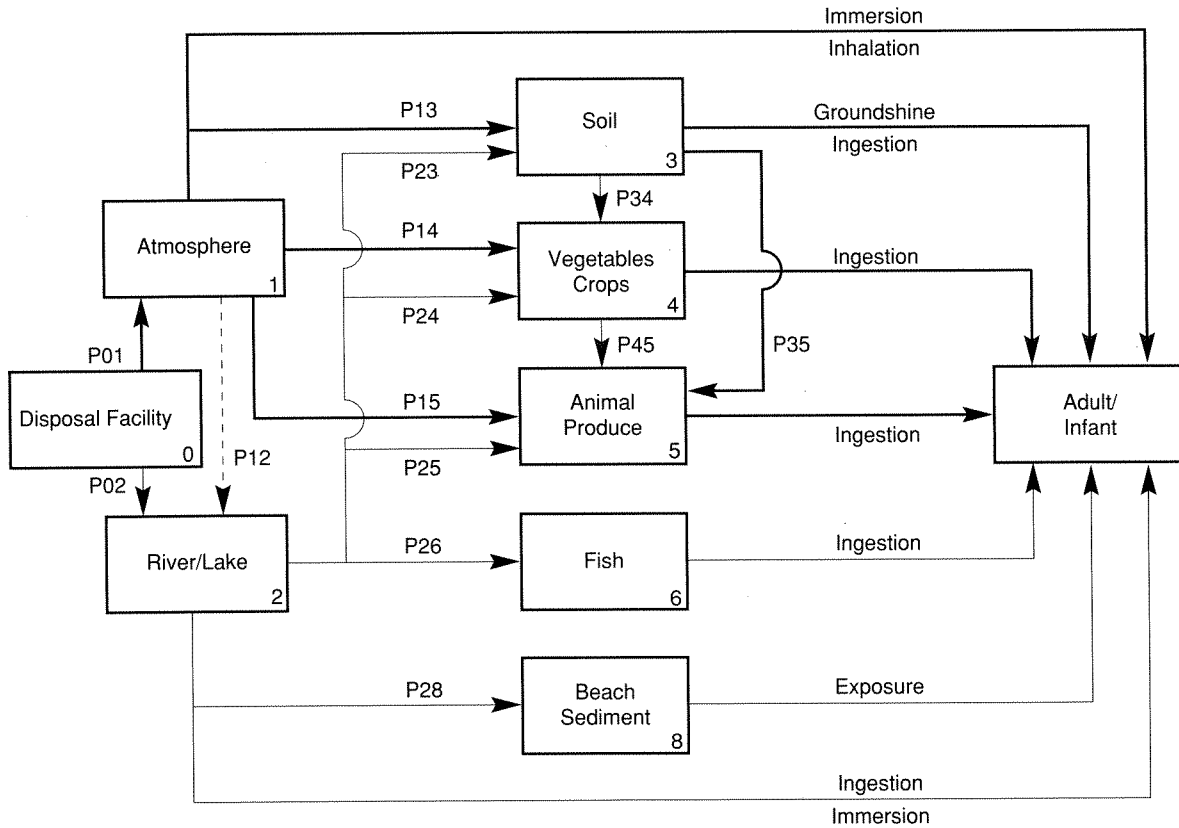 Immersion
Inhalation
P13
Soil
3
Groundshine
Ingestion
P23
P34
Atmosphere
1
P14
Vegetables
Crops
4
Ingestion
P24
P01
P45
P35
Disposal Facility
0
P15
Animal
Produce
5
Ingestion
Adult/
Infant
P12
P25
P02
River/Lake
2
P26
Fish
6
Ingestion
P28
Beach
Sediment
8
Exposure
Ingestion
Immersion